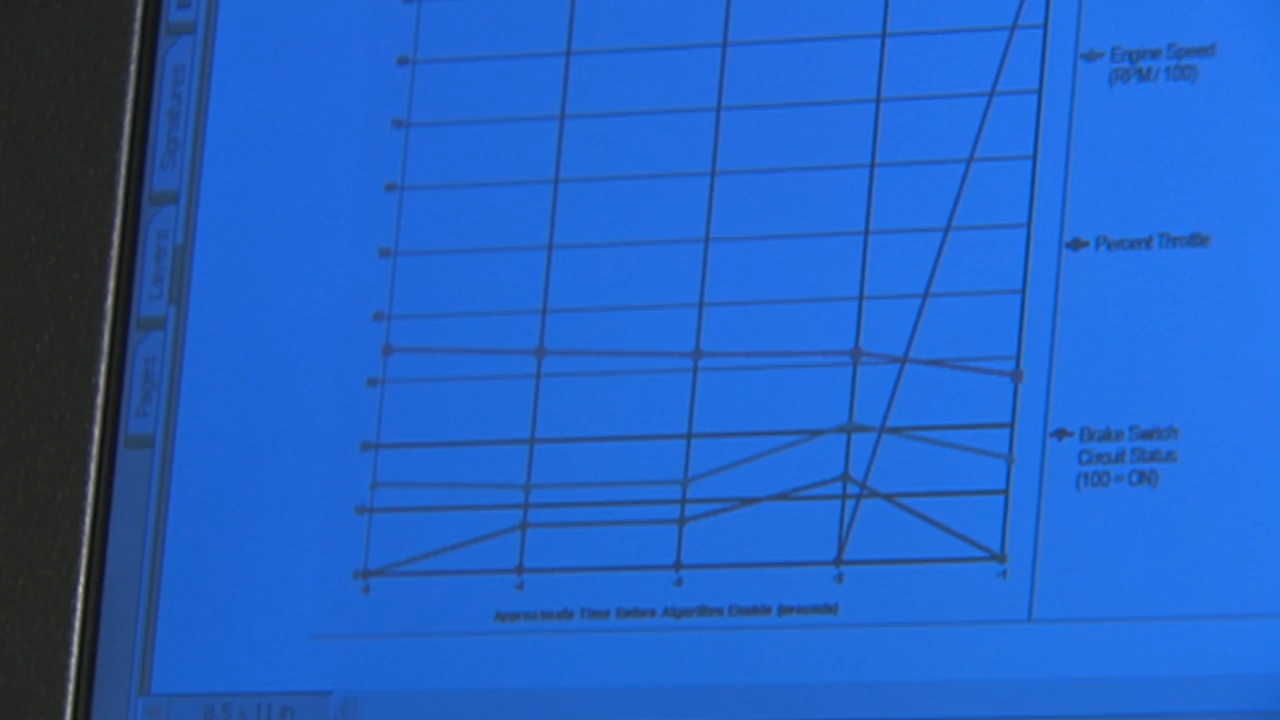 Signatures
Layers
Pages
Engine Speed
(RPM / 100)
Percent Throttle
Brake Switch
Circuit Status
(100 = ON)
Approximate Time Before Algorithm Enable (seconds)
8.5 x 11 in